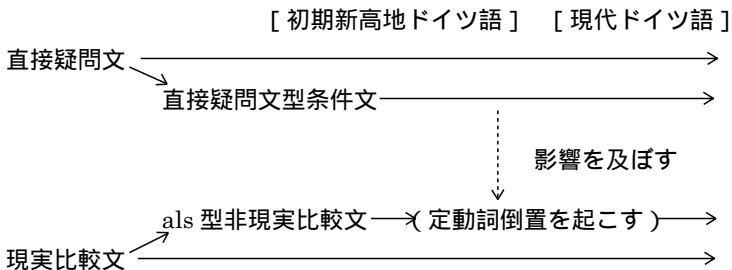 [ 初期新高地ドイツ語 ] [ 現代ドイツ語 ]
直接疑問文
直接疑問文型条件文
影響を及ぼす
als 型非現実比較文 ( 定動詞倒置を起こす )
現実比較文